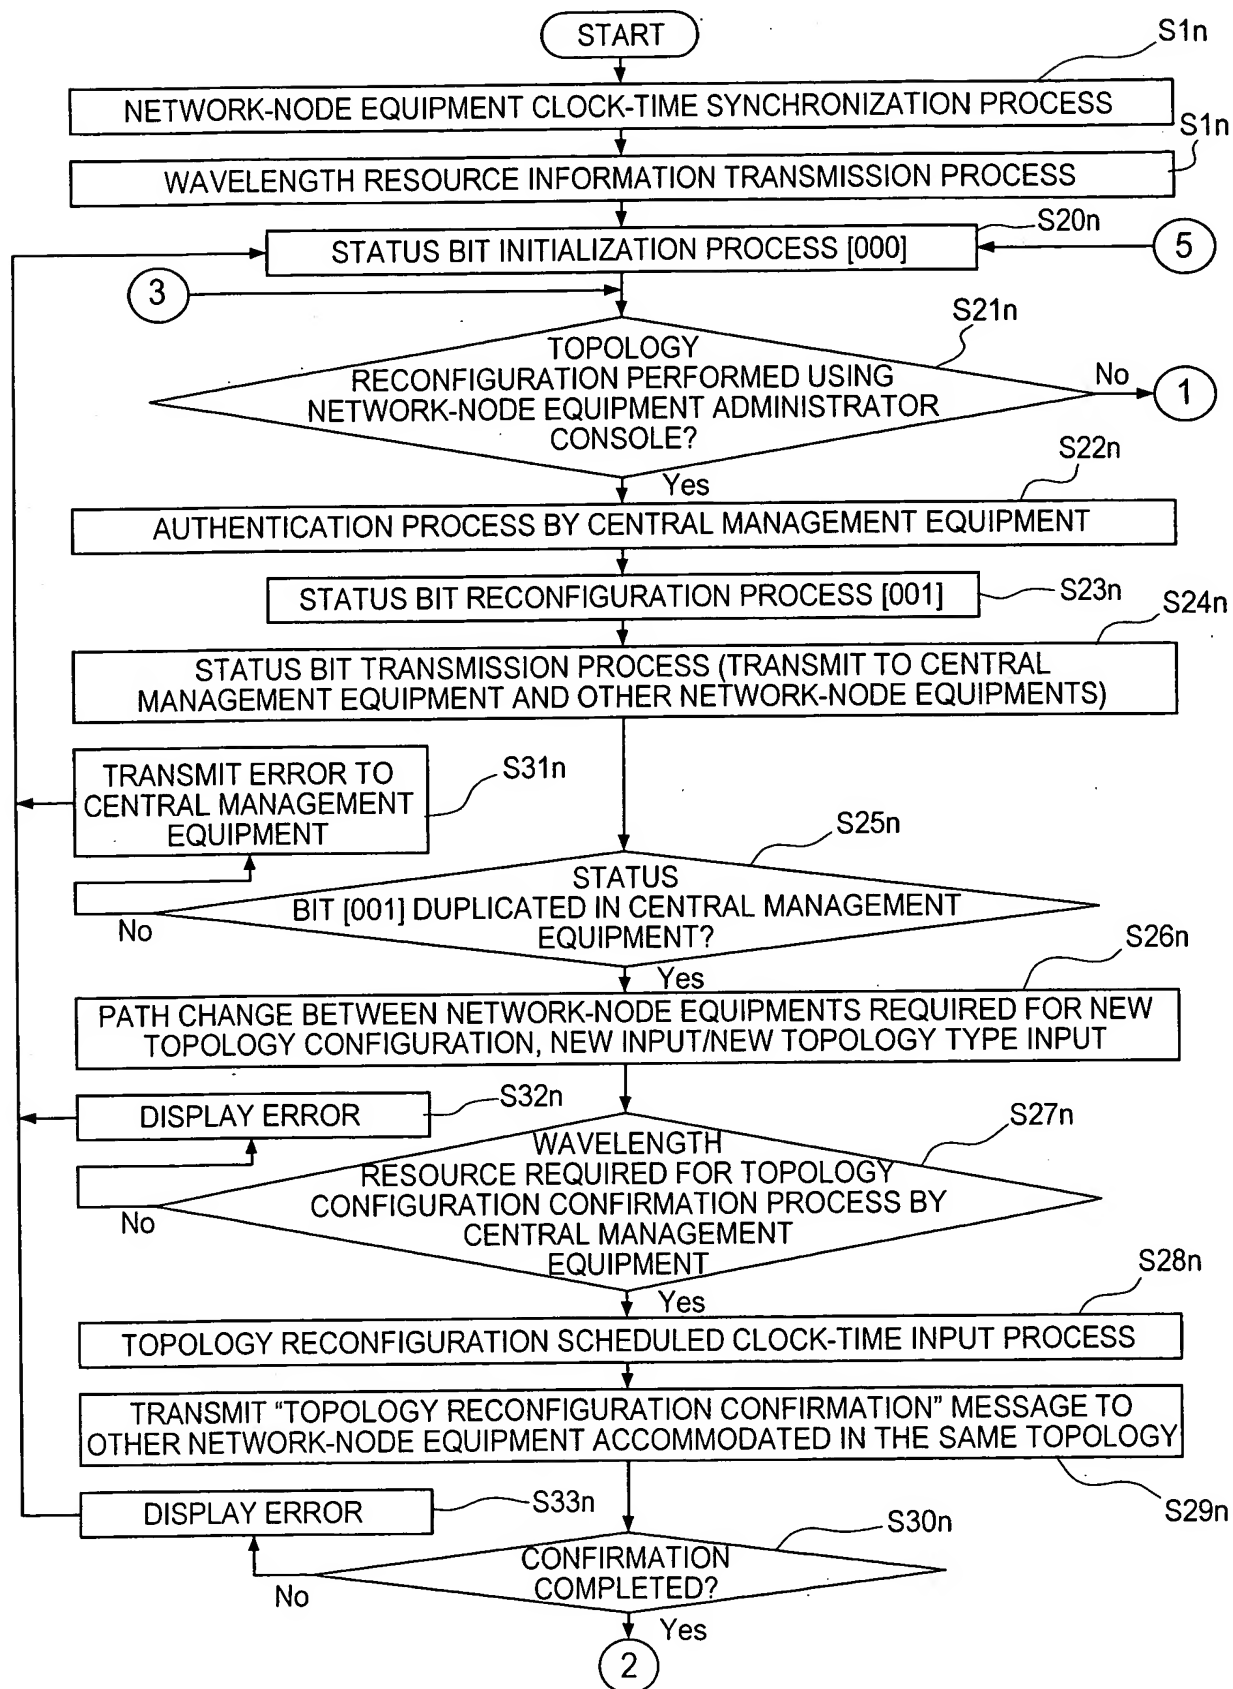 START
S1n
NETWORK-NODE EQUIPMENT CLOCK-TIME SYNCHRONIZATION PROCESS
S1n
WAVELENGTH RESOURCE INFORMATION TRANSMISSION PROCESS
S20n
STATUS BIT INITIALIZATION PROCESS [000]
5
3
S21n
TOPOLOGY
RECONFIGURATION PERFORMED USING
NETWORK-NODE EQUIPMENT ADMINISTRATOR
CONSOLE?
No
1
Yes
S22n
AUTHENTICATION PROCESS BY CENTRAL MANAGEMENT EQUIPMENT
STATUS BIT RECONFIGURATION PROCESS [001]
S23n
S24n
STATUS BIT TRANSMISSION PROCESS (TRANSMIT TO CENTRAL
MANAGEMENT EQUIPMENT AND OTHER NETWORK-NODE EQUIPMENTS)
TRANSMIT ERROR TO
CENTRAL MANAGEMENT
EQUIPMENT
S31n
S25n
STATUS
BIT [001] DUPLICATED IN CENTRAL MANAGEMENT
EQUIPMENT?
No
Yes
S26n
PATH CHANGE BETWEEN NETWORK-NODE EQUIPMENTS REQUIRED FOR NEW
TOPOLOGY CONFIGURATION, NEW INPUT/NEW TOPOLOGY TYPE INPUT
DISPLAY ERROR
S32n
S27n
WAVELENGTH
RESOURCE REQUIRED FOR TOPOLOGY
CONFIGURATION CONFIRMATION PROCESS BY
CENTRAL MANAGEMENT
EQUIPMENT
No
Yes
S28n
TOPOLOGY RECONFIGURATION SCHEDULED CLOCK-TIME INPUT PROCESS
TRANSMIT “TOPOLOGY RECONFIGURATION CONFIRMATION” MESSAGE TO
OTHER NETWORK-NODE EQUIPMENT ACCOMMODATED IN THE SAME TOPOLOGY
S29n
DISPLAY ERROR
S33n
S30n
CONFIRMATION
COMPLETED?
No
Yes
2